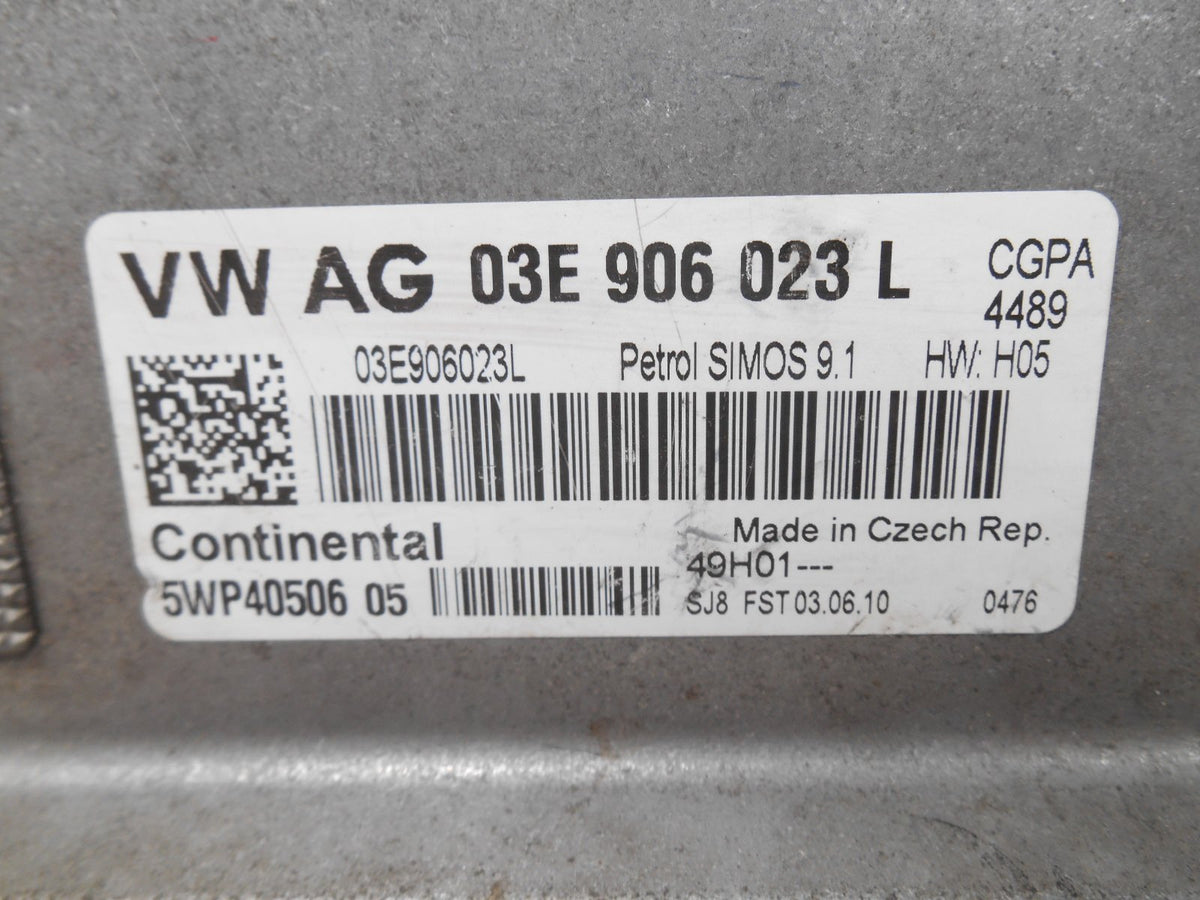 VW AG 03E 906 023 L CGPA
4489
03E906023L Petrol SIMOS 9.1 HW: H05
Continental Made in Czech Rep.
49H01---
5WP40506 05 SJ8 FST 03.06.10 0476